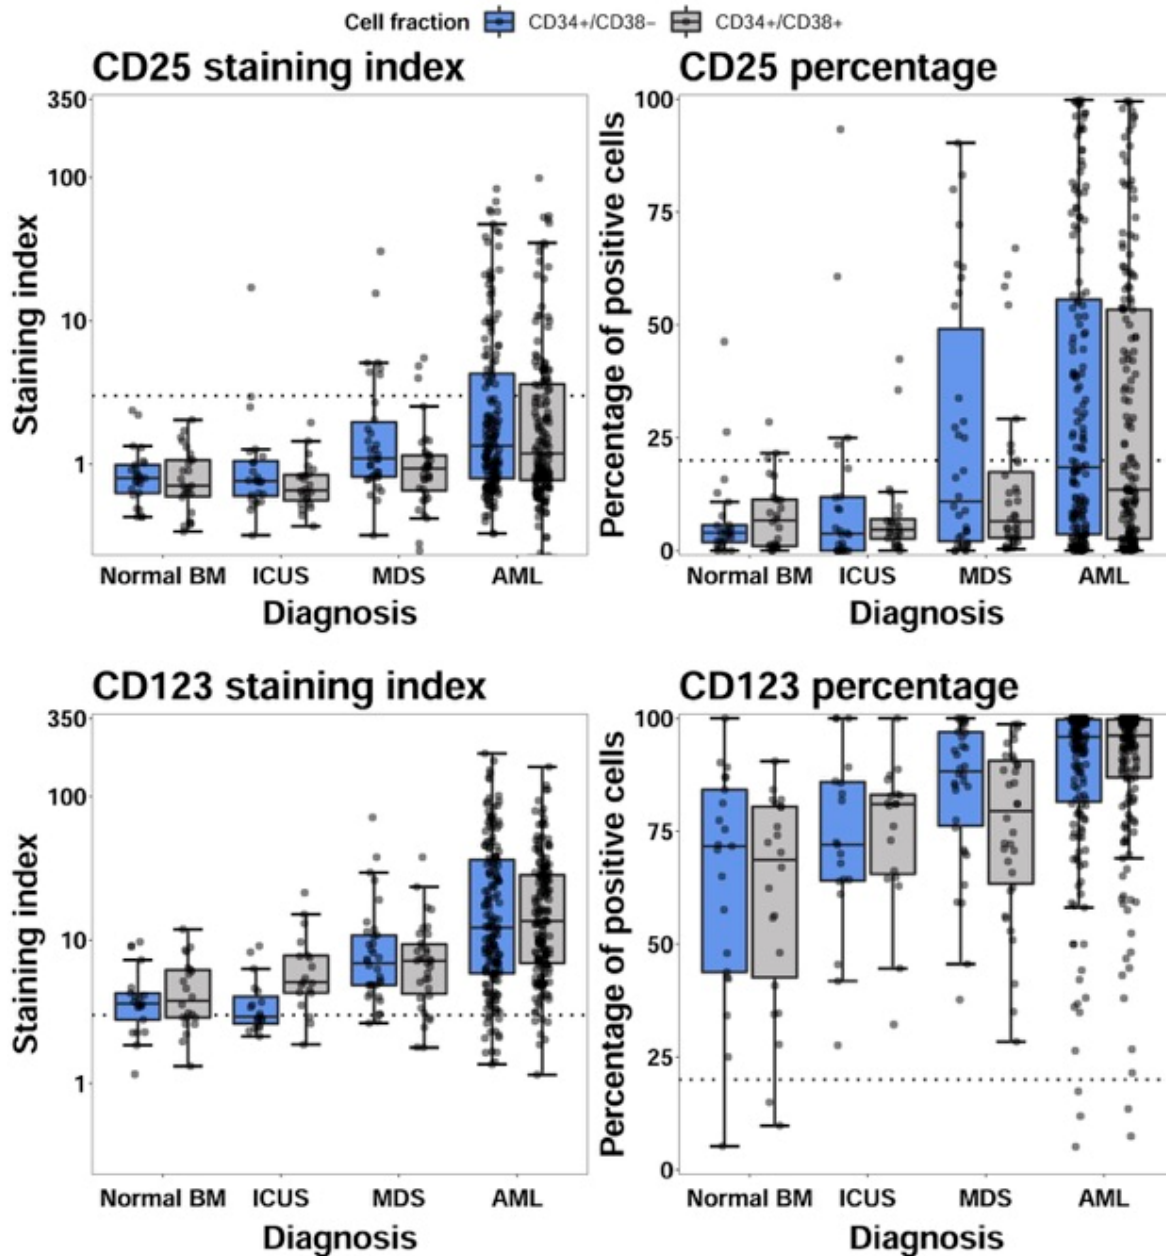 Cell fraction CD34+/CD38– CD34+/CD38+
CD25 staining index
350
100
10
1
Staining index
Normal BM ICUS MDS AML
Diagnosis
CD25 percentage
100
75
50
25
0
Percentage of positive cells
Normal BM ICUS MDS AML
Diagnosis
CD123 staining index
350
100
10
1
Staining index
Normal BM ICUS MDS AML
Diagnosis
CD123 percentage
100
75
50
25
0
Percentage of positive cells
Normal BM ICUS MDS AML
Diagnosis